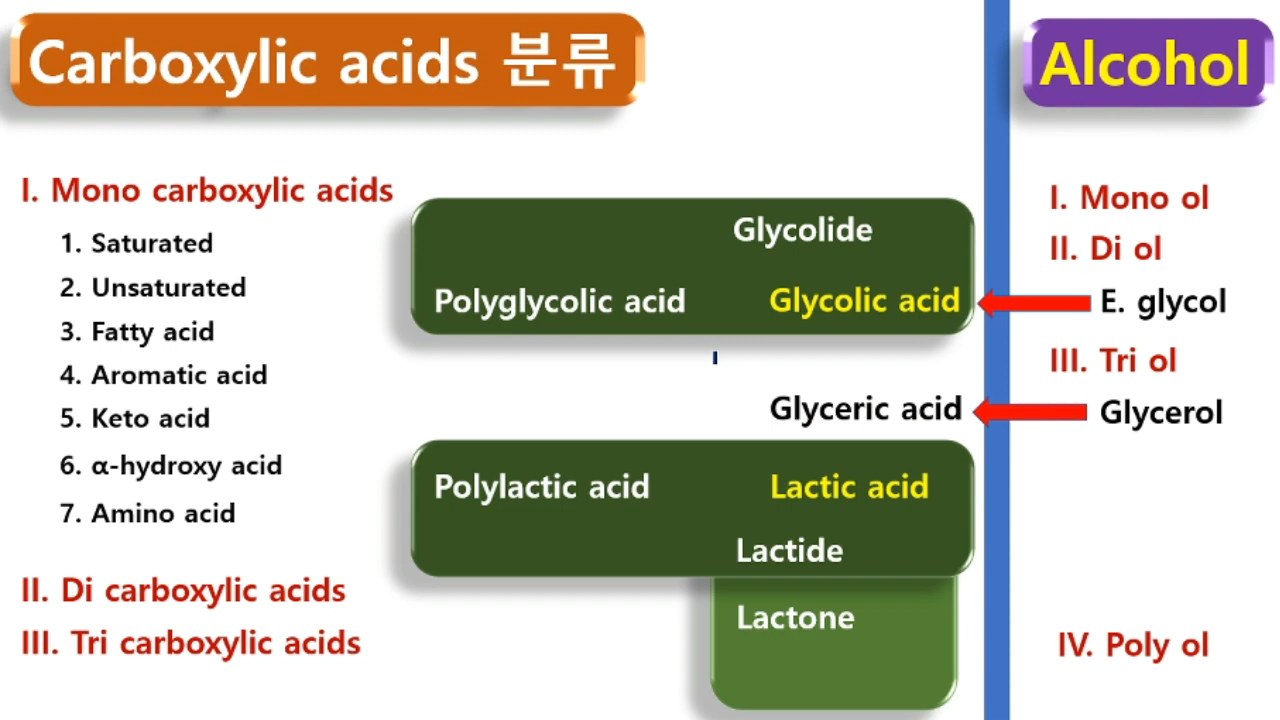 Carboxylic acids 분류
Alcohol
I. Mono carboxylic acids
1. Saturated
2. Unsaturated
3. Fatty acid
4. Aromatic acid
5. Keto acid
6. α-hydroxy acid
7. Amino acid
II. Di carboxylic acids
III. Tri carboxylic acids
Glycolide
Polyglycolic acid Glycolic acid
Glyceric acid
Polylactic acid Lactic acid
Lactide
Lactone
I. Mono ol
II. Di ol
E. glycol
III. Tri ol
Glycerol
IV. Poly ol